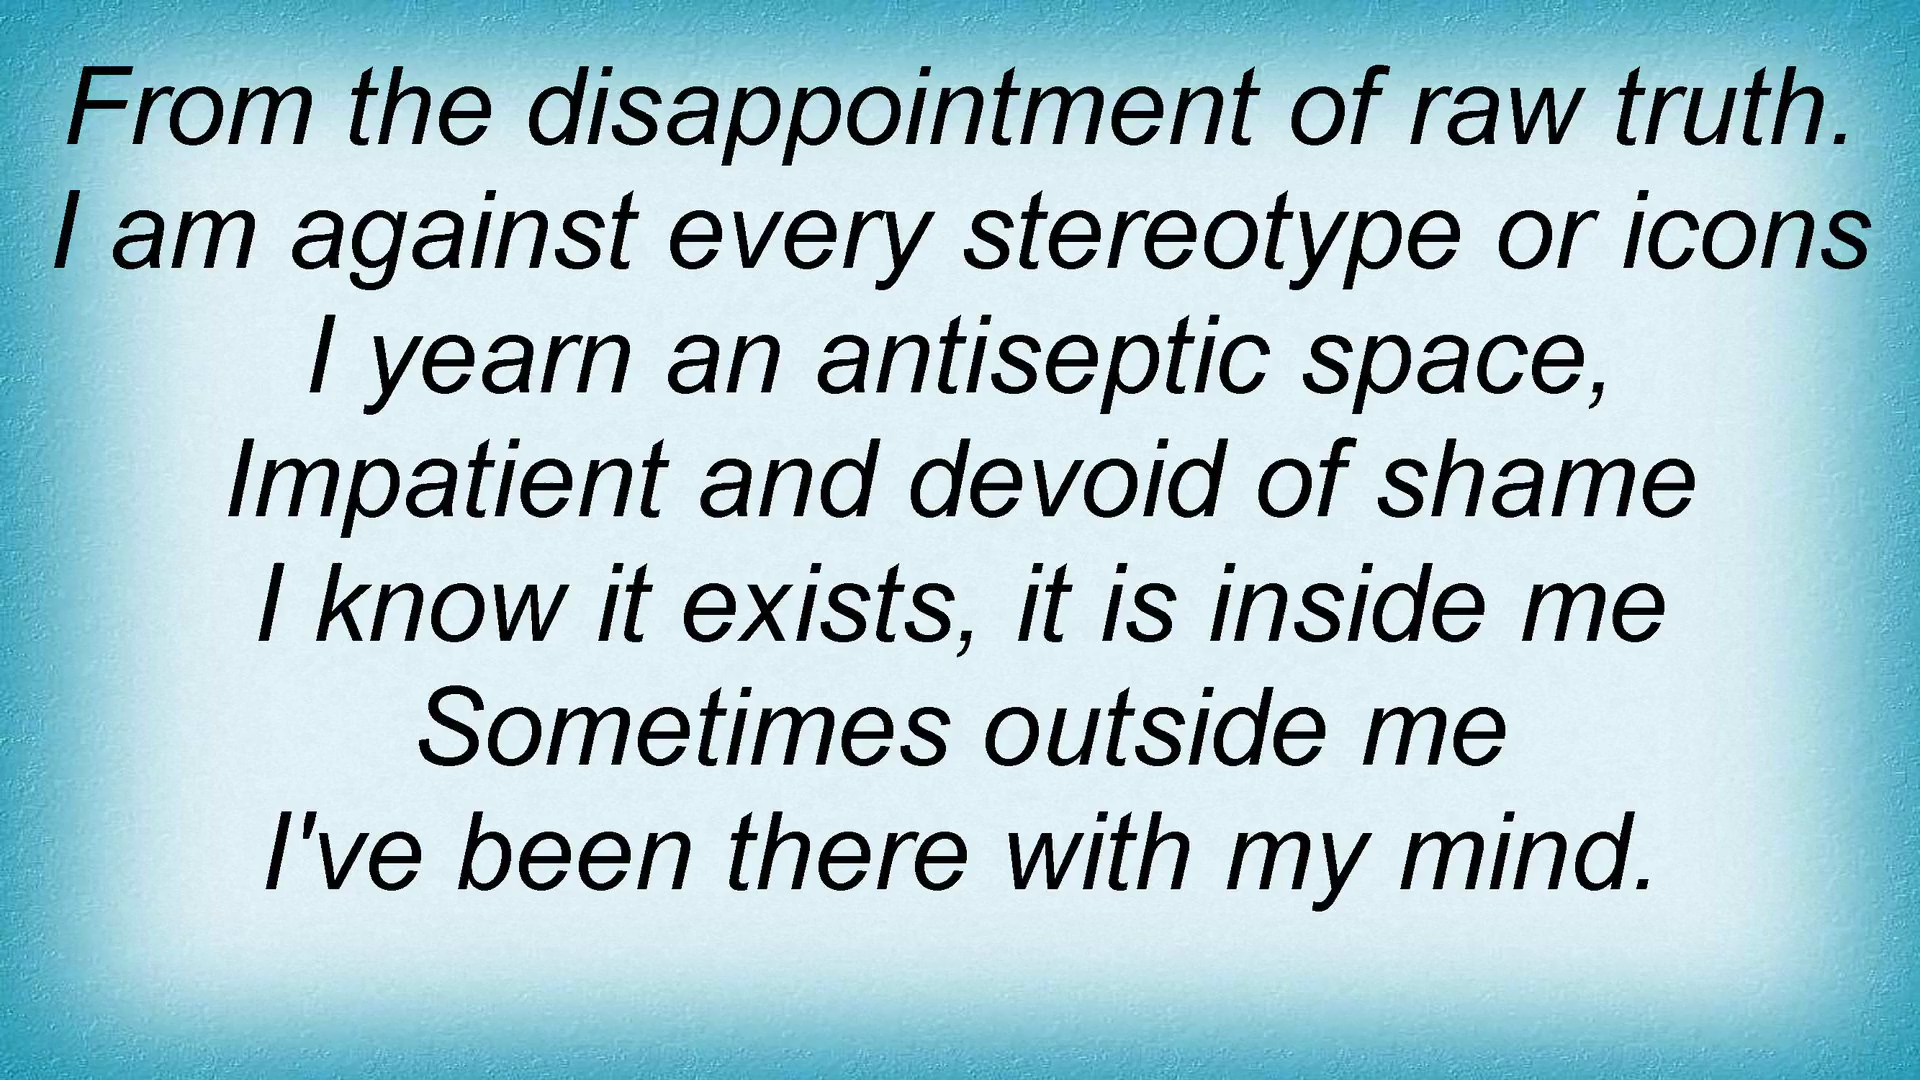 From the disappointment of raw truth.
I am against every stereotype or icons
I yearn an antiseptic space,
Impatient and devoid of shame
I know it exists, it is inside me
Sometimes outside me
I've been there with my mind.